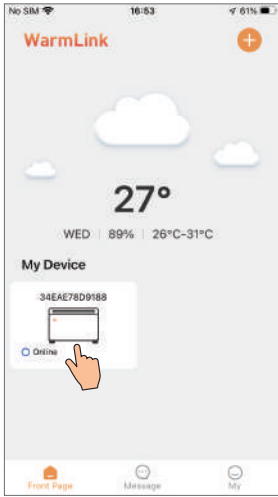 No SIM 16:53 61%
WarmLink
27°
WED | 89% | 26°C-31°C
My Device
34EAE78D9188
Online
Front Page Message My